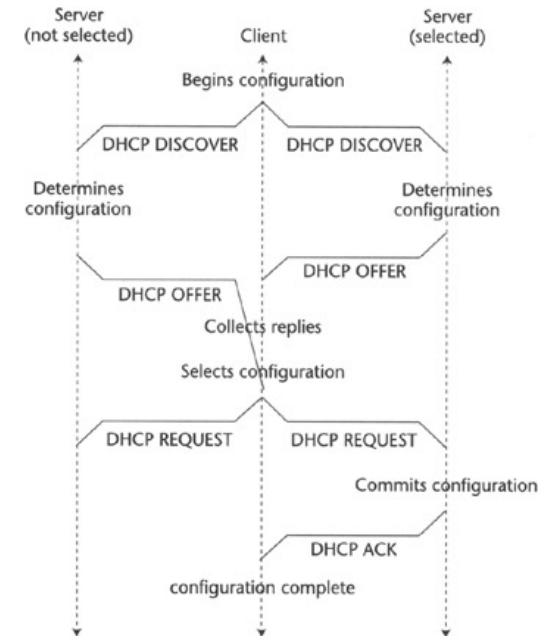 Server
(not selected)
Client
Server
(selected)
Begins configuration
DHCP DISCOVER
DHCP DISCOVER
Determines
configuration
Determines
configuration
DHCP OFFER
DHCP OFFER
Collects replies
Selects configuration
DHCP REQUEST
DHCP REQUEST
Commits configuration
DHCP ACK
configuration complete